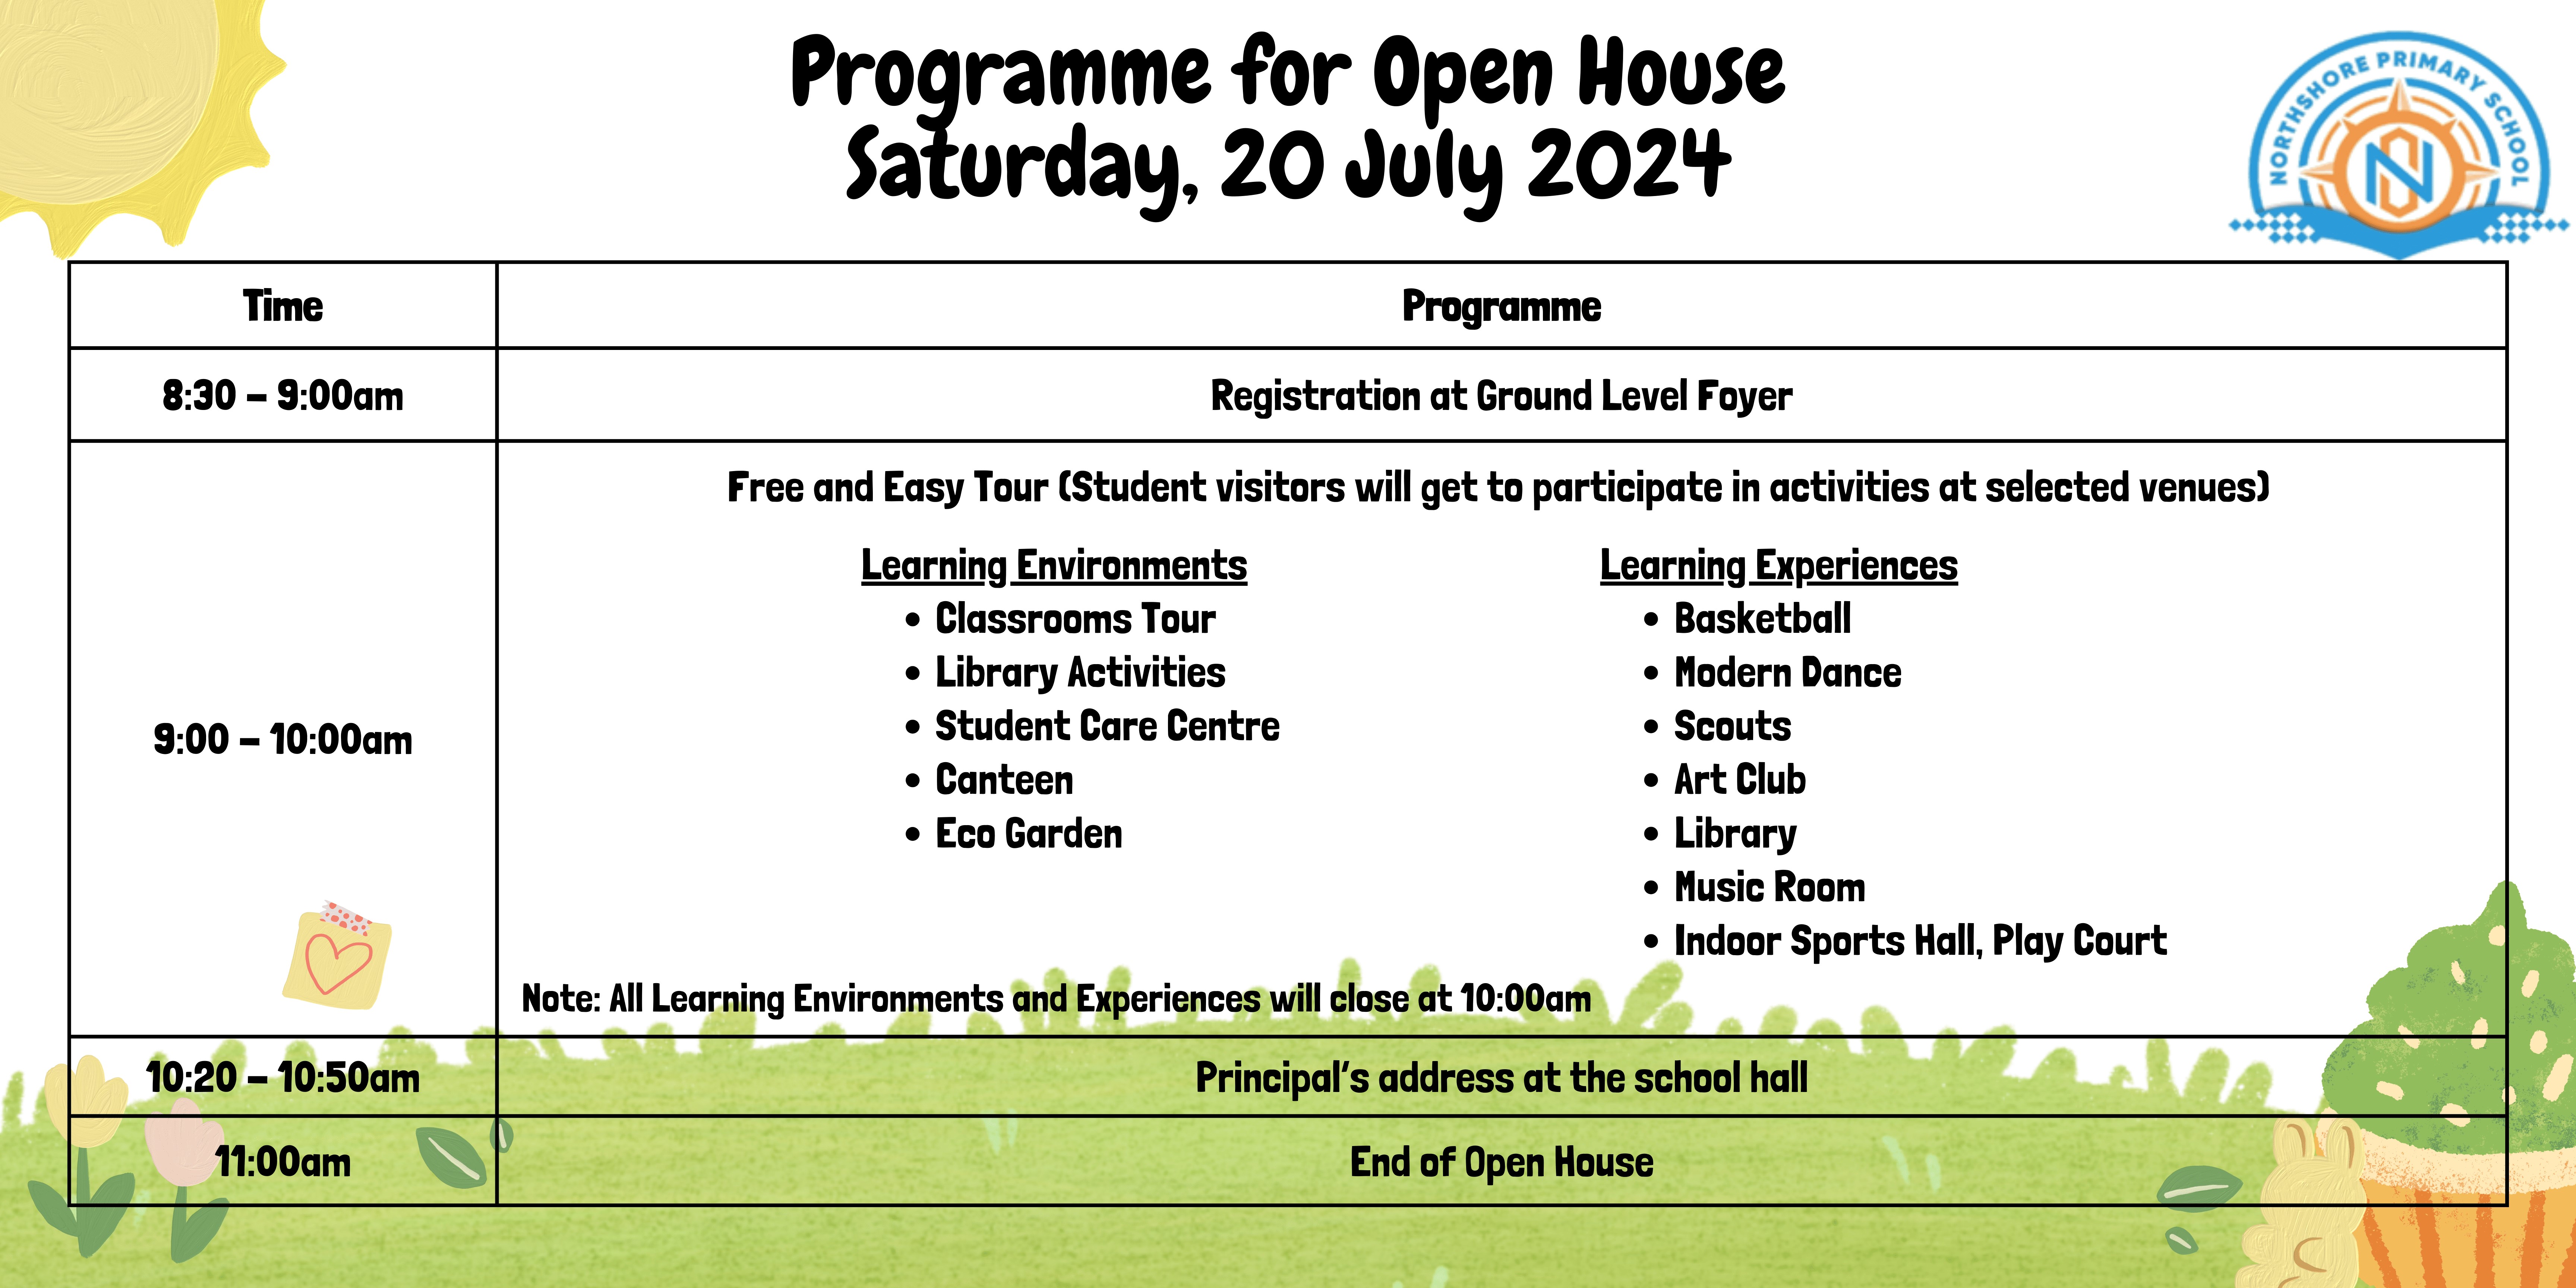 Programme for Open House
Saturday, 20 July 2024
NORTHSHORE PRIMARY SCHOOL
N
Time
Programme
8:30 – 9:00am
Registration at Ground Level Foyer
9:00 – 10:00am
Free and Easy Tour (Student visitors will get to participate in activities at selected venues)
Learning Environments
• Classrooms Tour
• Library Activities
• Student Care Centre
• Canteen
• Eco Garden
Learning Experiences
• Basketball
• Modern Dance
• Scouts
• Art Club
• Library
• Music Room
• Indoor Sports Hall, Play Court
Note: All Learning Environments and Experiences will close at 10:00am
10:20 – 10:50am
Principal’s address at the school hall
11:00am
End of Open House